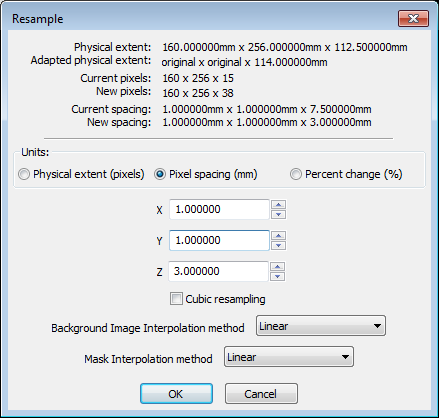 Resample
Physical extent: 160.000000mm x 256.000000mm x 112.500000mm
Adapted physical extent: original x original x 114.000000mm
Current pixels: 160 x 256 x 15
New pixels: 160 x 256 x 38
Current spacing: 1.000000mm x 1.000000mm x 7.500000mm
New spacing: 1.000000mm x 1.000000mm x 3.000000mm
Units:
Physical extent (pixels) Pixel spacing (mm) Percent change (%)
X 1.000000
Y 1.000000
Z 3.000000
Cubic resampling
Background Image Interpolation method Linear
Mask Interpolation method Linear
OK Cancel